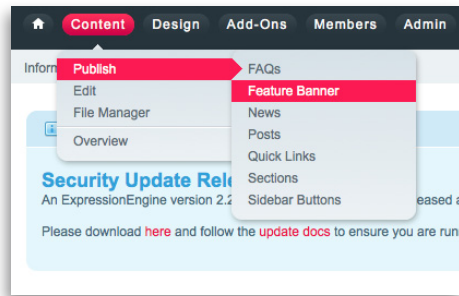 Content Design Add-Ons Members Admin
Publish
Edit
File Manager
Overview
FAQs
Feature Banner
News
Posts
Quick Links
Sections
Sidebar Buttons
Inform
Security Update Rele
An ExpressionEngine version 2.2 eased a
Please download here and follow the update docs to ensure you are run